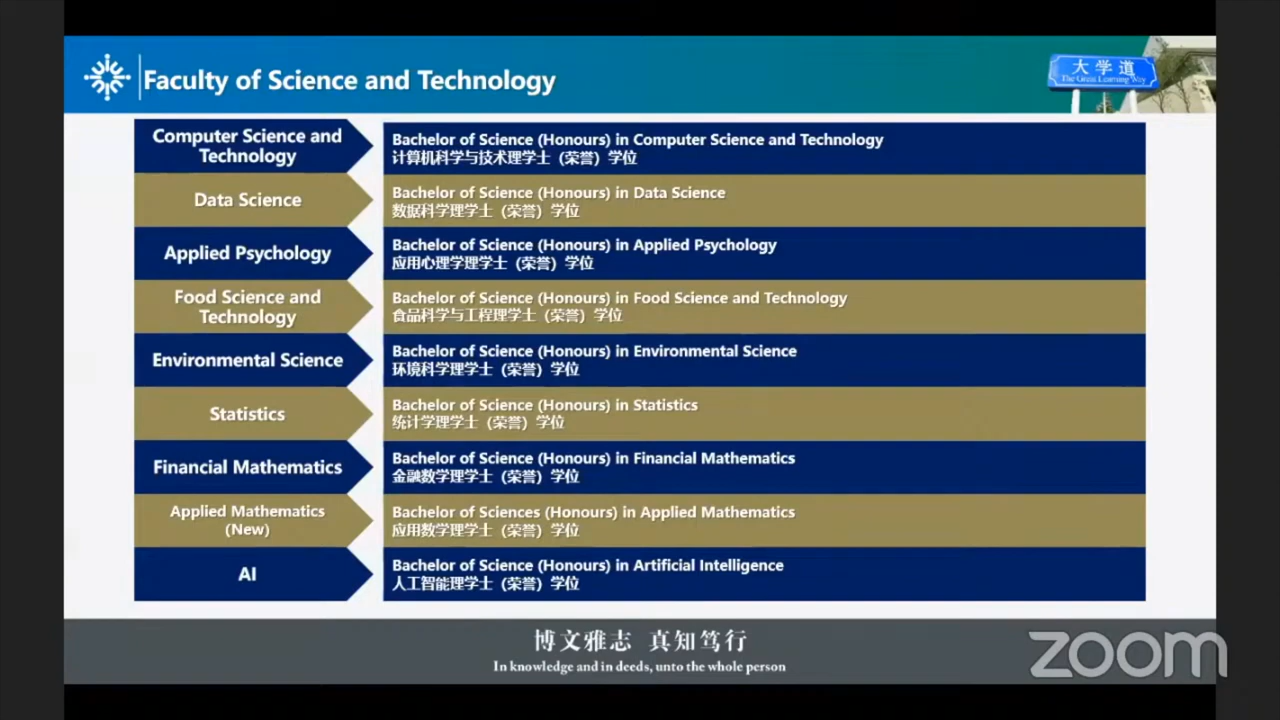 Faculty of Science and Technology
大学道
The Great Learning Way
Computer Science and
Technology
Bachelor of Science (Honours) in Computer Science and Technology
计算机科学与技术理学士（荣誉）学位
Data Science
Bachelor of Science (Honours) in Data Science
数据科学理学士（荣誉）学位
Applied Psychology
Bachelor of Science (Honours) in Applied Psychology
应用心理学理学士（荣誉）学位
Food Science and
Technology
Bachelor of Science (Honours) in Food Science and Technology
食品科学与工程理学士（荣誉）学位
Environmental Science
Bachelor of Science (Honours) in Environmental Science
环境科学理学士（荣誉）学位
Statistics
Bachelor of Science (Honours) in Statistics
统计学理学士（荣誉）学位
Financial Mathematics
Bachelor of Science (Honours) in Financial Mathematics
金融数学理学士（荣誉）学位
Applied Mathematics
(New)
Bachelor of Sciences (Honours) in Applied Mathematics
应用数学理学士（荣誉）学位
AI
Bachelor of Science (Honours) in Artificial Intelligence
人工智能理学士（荣誉）学位
博文雅志 真知笃行
In knowledge and in deeds, unto the whole person
zoom